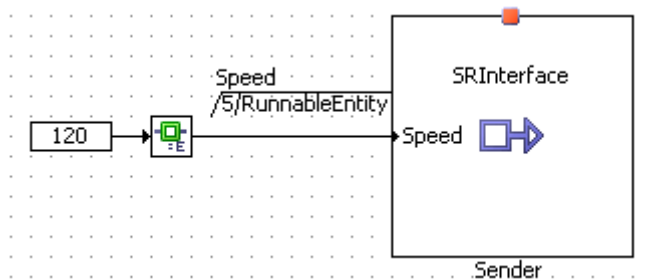 Speed
SRInterface
/5/RunnableEntity
120
=E
Speed
Sender